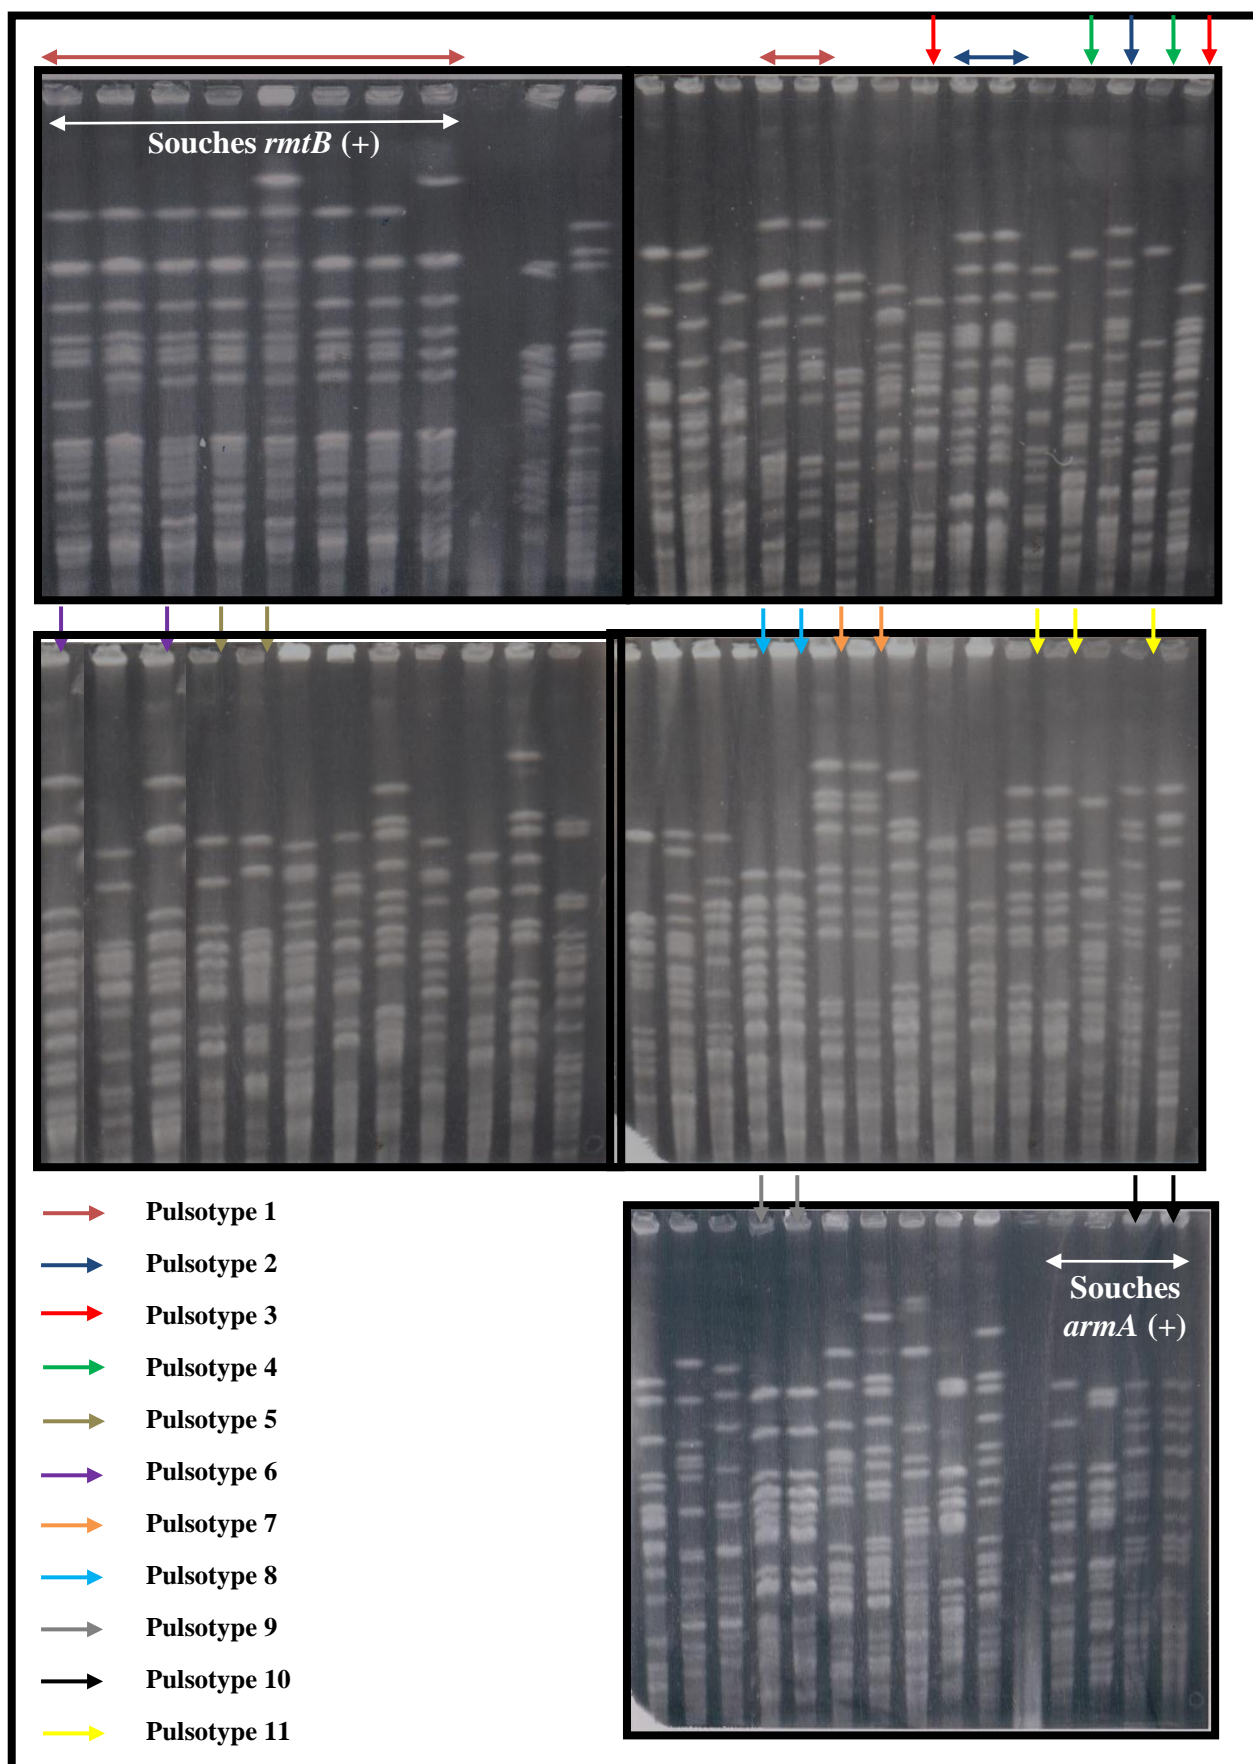 Souches rmtB (+)
Pulsotype 1
Pulsotype 2
Pulsotype 3
Pulsotype 4
Pulsotype 5
Pulsotype 6
Pulsotype 7
Pulsotype 8
Pulsotype 9
Pulsotype 10
Pulsotype 11
Souches
armA (+)